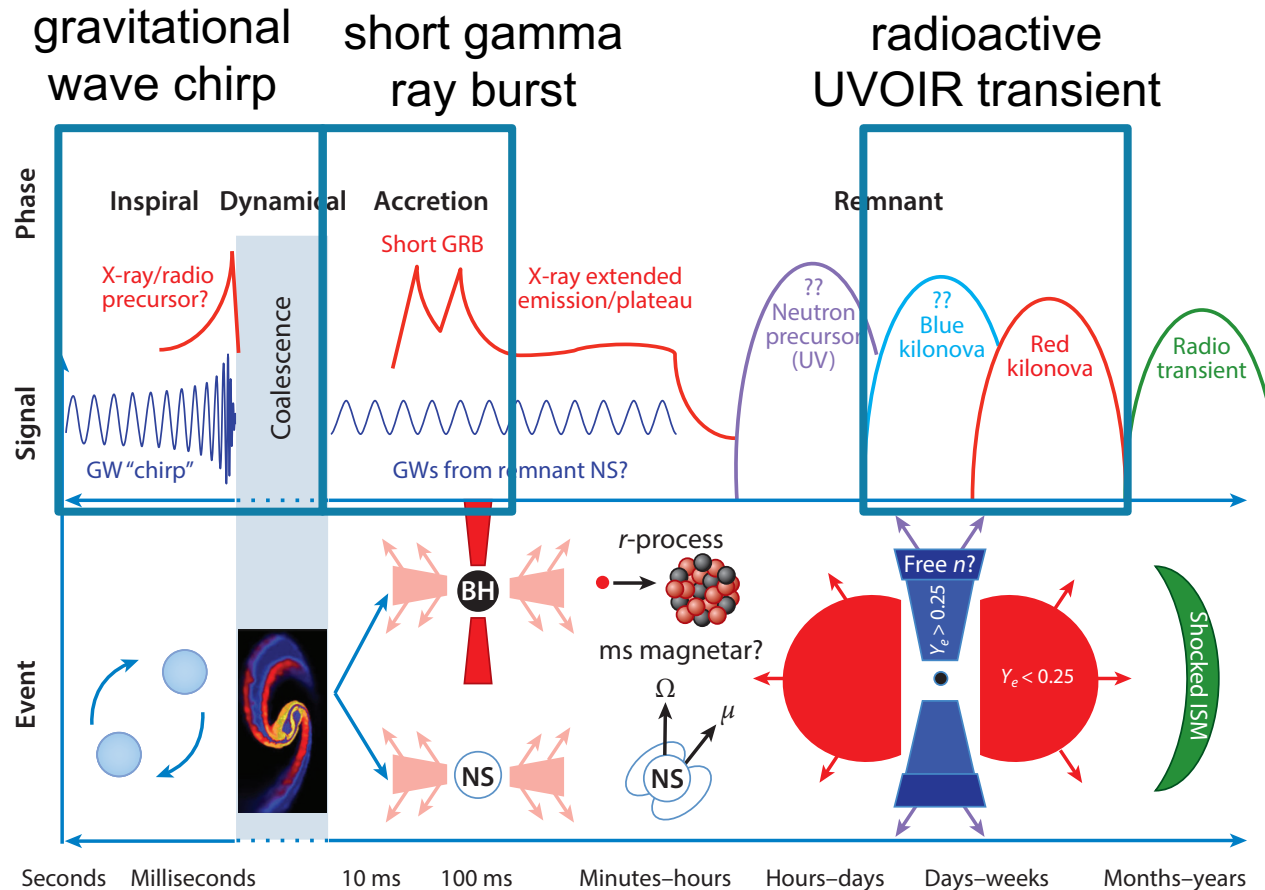 gravitational
wave chirp
short gamma
ray burst
radioactive
UVOIR transient
Phase
Inspiral
Dynamical
Accretion
Remnant
Signal
X-ray/radio
precursor?
Coalescence
Short GRB
X-ray extended
emission/plateau
??
Neutron
precursor
(UV)
??
Blue
kilonova
Red
kilonova
Radio
transient
GW “chirp”
GWs from remnant NS?
Event
BH
NS
r-process
ms magnetar?
Ω
μ
NS
Free n?
Ye > 0.25
Ye < 0.25
Shocked ISM
Seconds
Milliseconds
10 ms
100 ms
Minutes–hours
Hours–days
Days–weeks
Months–years